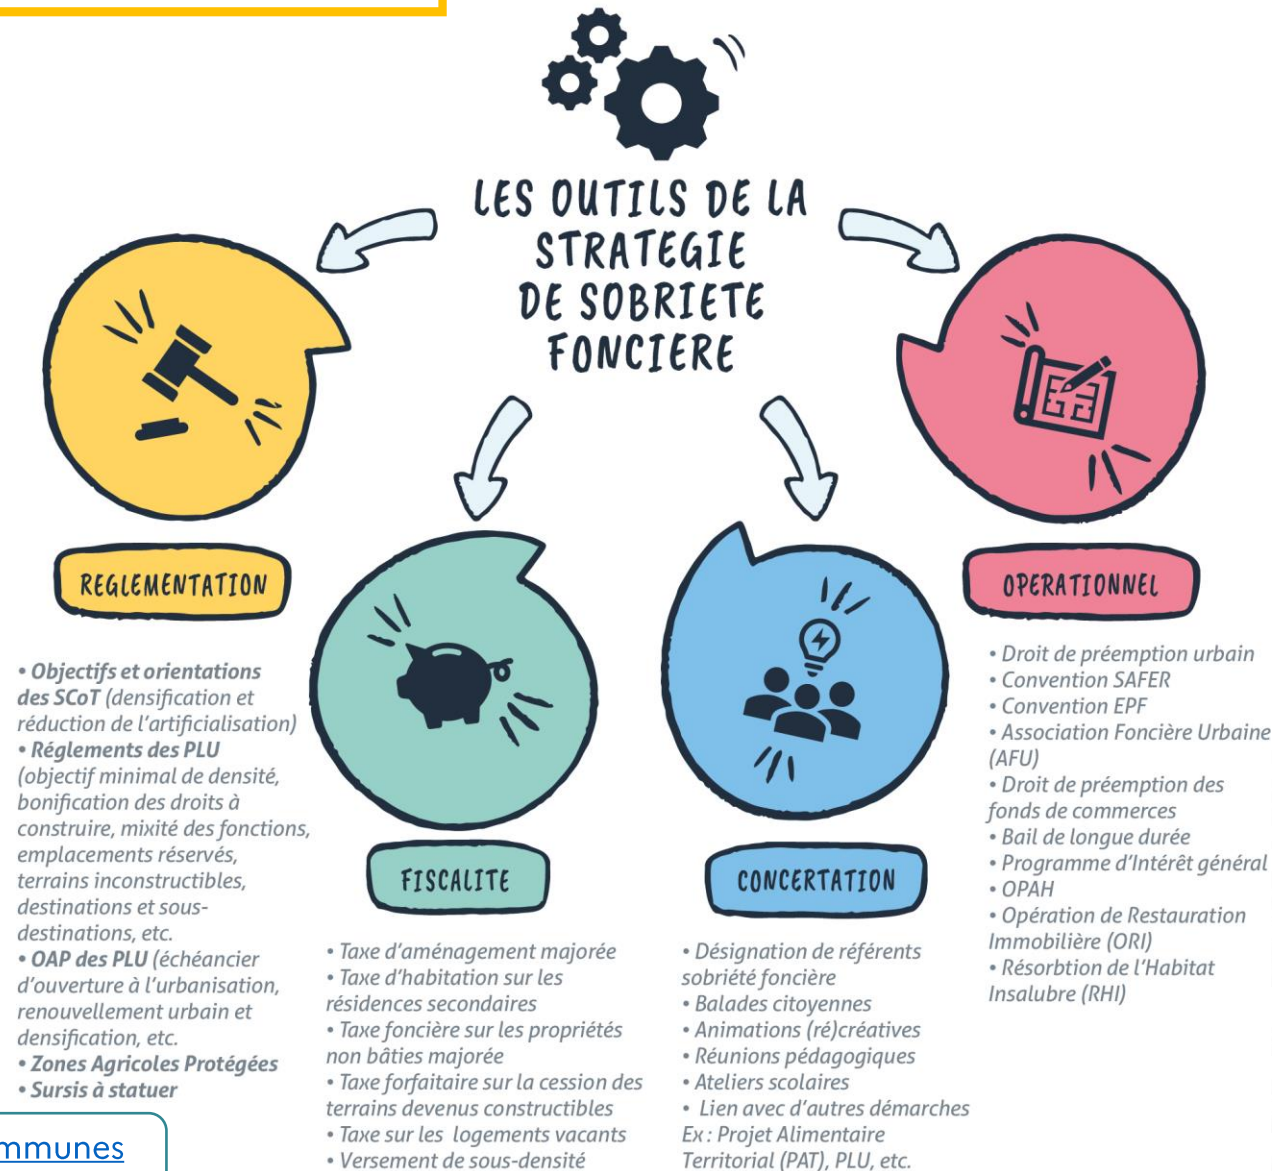 LES OUTILS DE LA
STRATEGIE
DE SOBRIETE
FONCIERE
REGLEMENTATION
• Objectifs et orientations
des SCoT (densification et
réduction de l'artificialisation)
• Réglements des PLU
(objectif minimal de densité,
bonification des droits à
construire, mixité des fonctions,
emplacements réservés,
terrains inconstructibles,
destinations et sous-
destinations, etc.
• OAP des PLU (échéancier
d'ouverture à l'urbanisation,
renouvellement urbain et
densification, etc.
• Zones Agricoles Protégées
• Sursis à statuer
FISCALITE
• Taxe d'aménagement majorée
• Taxe d'habitation sur les
résidences secondaires
• Taxe foncière sur les propriétés
non bâties majorée
• Taxe forfaitaire sur la cession des
terrains devenus constructibles
• Taxe sur les logements vacants
• Versement de sous-densité
CONCERTATION
• Désignation de référents
sobriété foncière
• Balades citoyennes
• Animations (ré)créatives
• Réunions pédagogiques
• Ateliers scolaires
• Lien avec d'autres démarches
Ex : Projet Alimentaire
Territorial (PAT), PLU, etc.
OPERATIONNEL
• Droit de préemption urbain
• Convention SAFER
• Convention EPF
• Association Foncière Urbaine
(AFU)
• Droit de préemption des
fonds de commerces
• Bail de longue durée
• Programme d'Intérêt général
• OPAH
• Opération de Restauration
Immobilière (ORI)
• Résorbtion de l'Habitat
Insalubre (RHI)
mmunes